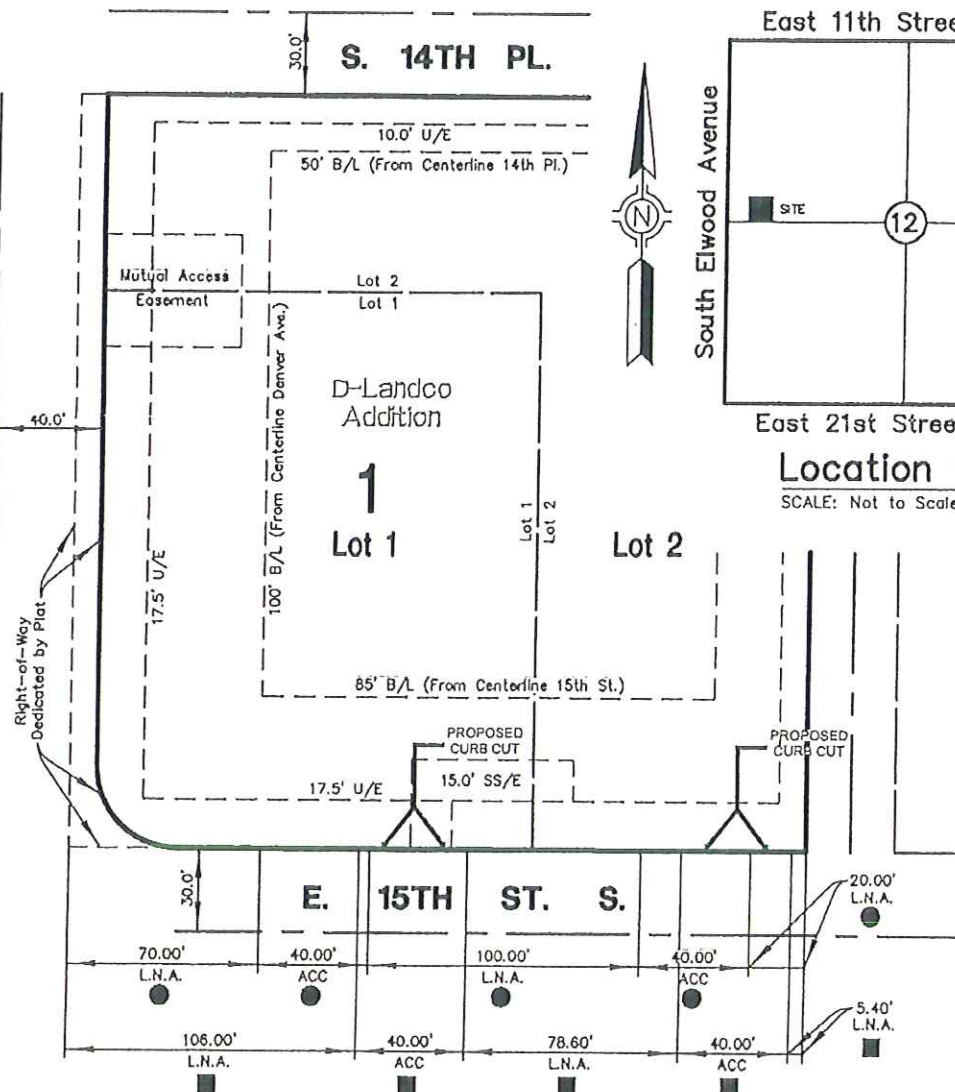 East 11th Stree
30.0'
S. 14TH PL.
10.0' U/E
50' B/L (From Centerline 14th Pl.)
N
South Elwood Avenue
SITE
12
Mutual Access
Easement
Lot 2
Lot 1
100' B/L (From Centerline Denver Ave.)
D-Landco
Addition
40.0'
East 21st Stree
Location
SCALE: Not to Scale
1
Lot 1
Lot 1
Lot 2
Lot 2
17.5' U/E
Right-of-Way
Dedicated by Plat
85' B/L (From Centerline 15th St.)
PROPOSED
CURB CUT
PROPOSED
CURB CUT
17.5' U/E
15.0' SS/E
30.0'
E. 15TH ST. S.
20.00'
L.N.A.
70.00'
L.N.A.
40.00'
ACC
100.00'
L.N.A.
40.00'
ACC
5.40'
L.N.A.
106.00'
L.N.A.
40.00'
ACC
78.60'
L.N.A.
40.00'
ACC